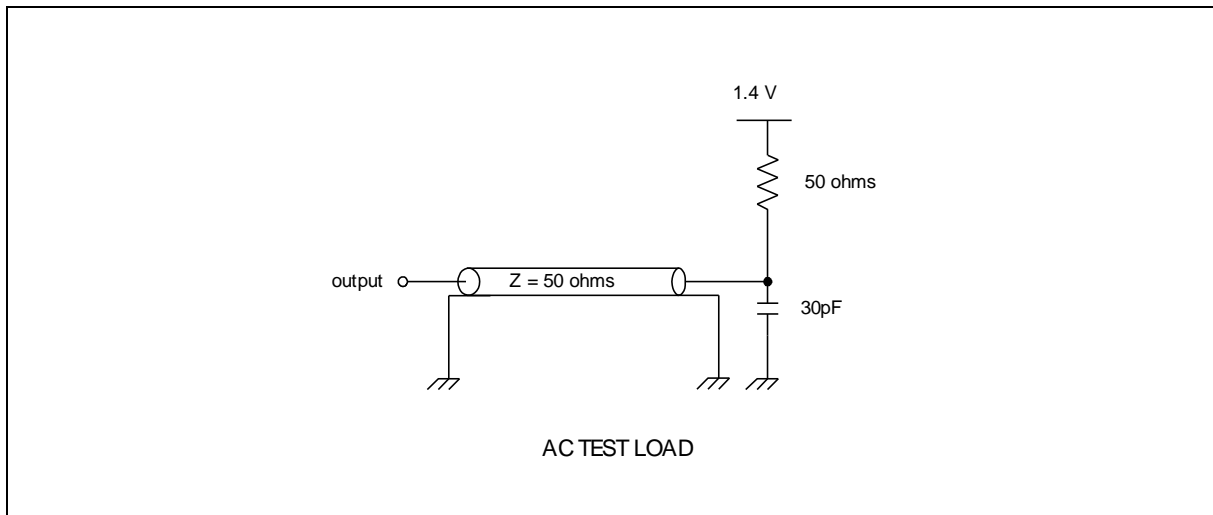 1.4 V
50 ohms
output
Z = 50 ohms
30pF
AC TEST LOAD